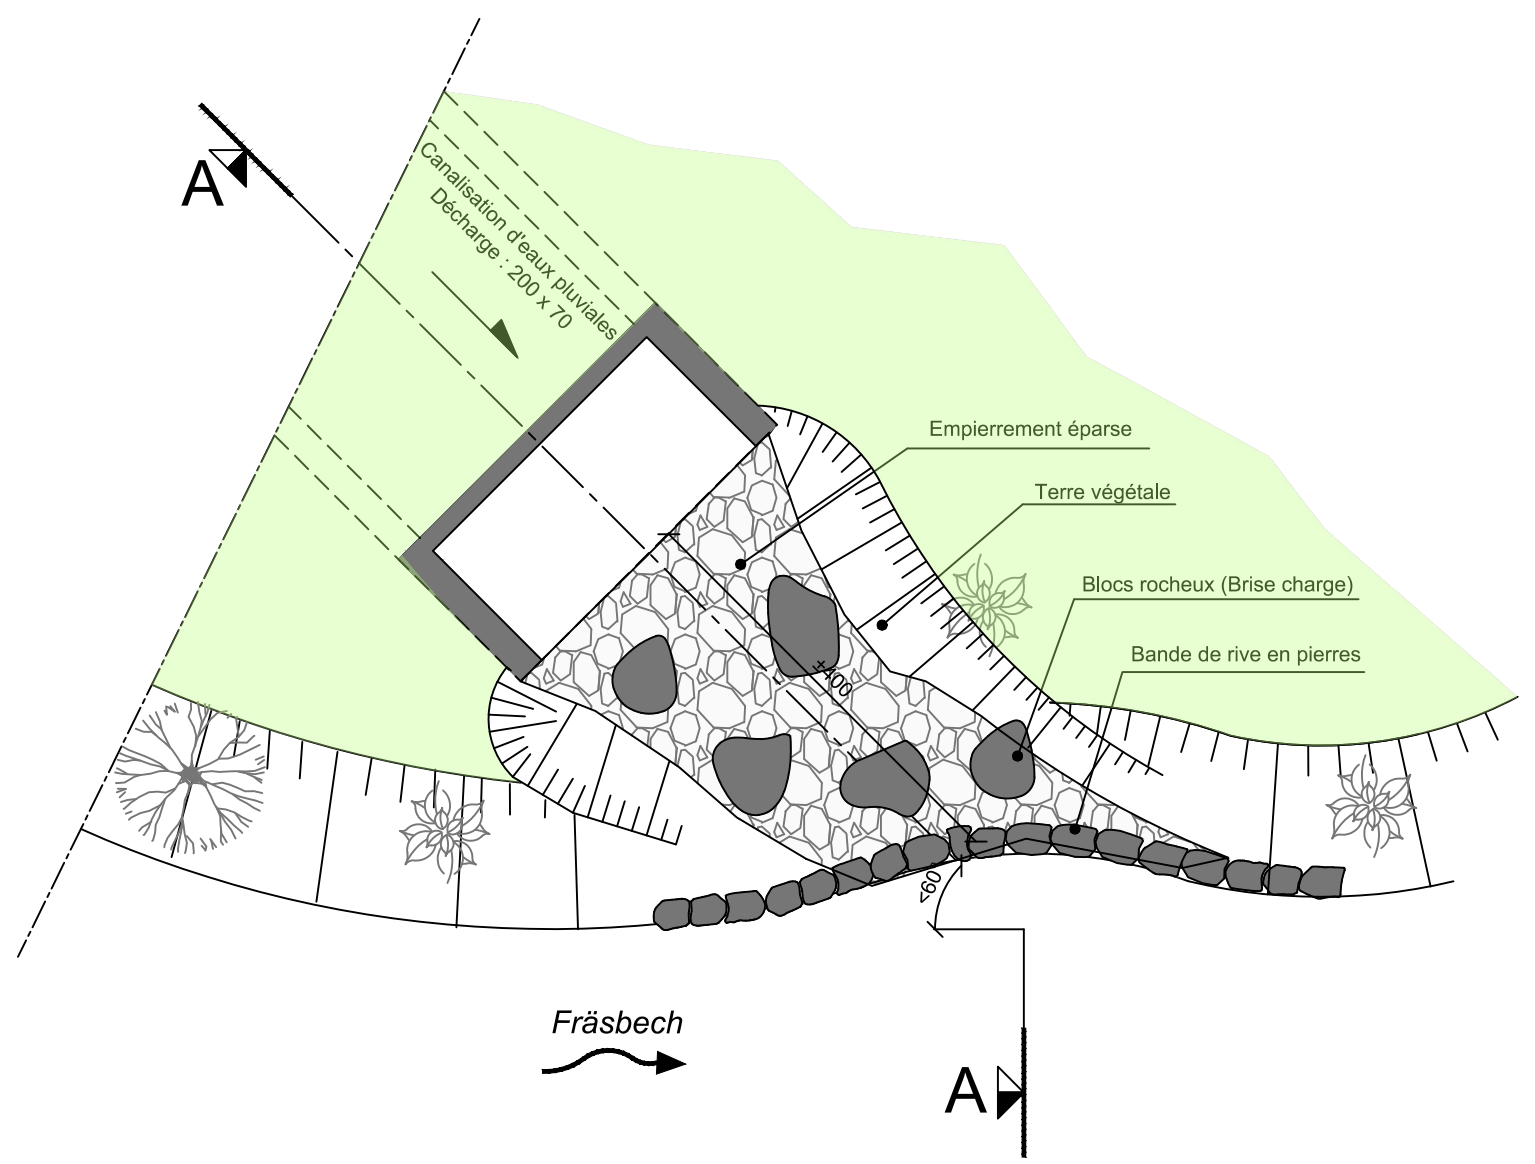 A
Canalisation d'eaux pluviales
Décharge : 200 x 70
Empierrement éparse
Terre végétale
Blocs rocheux (Brise charge)
Bande de rive en pierres
±400
<60
Fräsbech
A